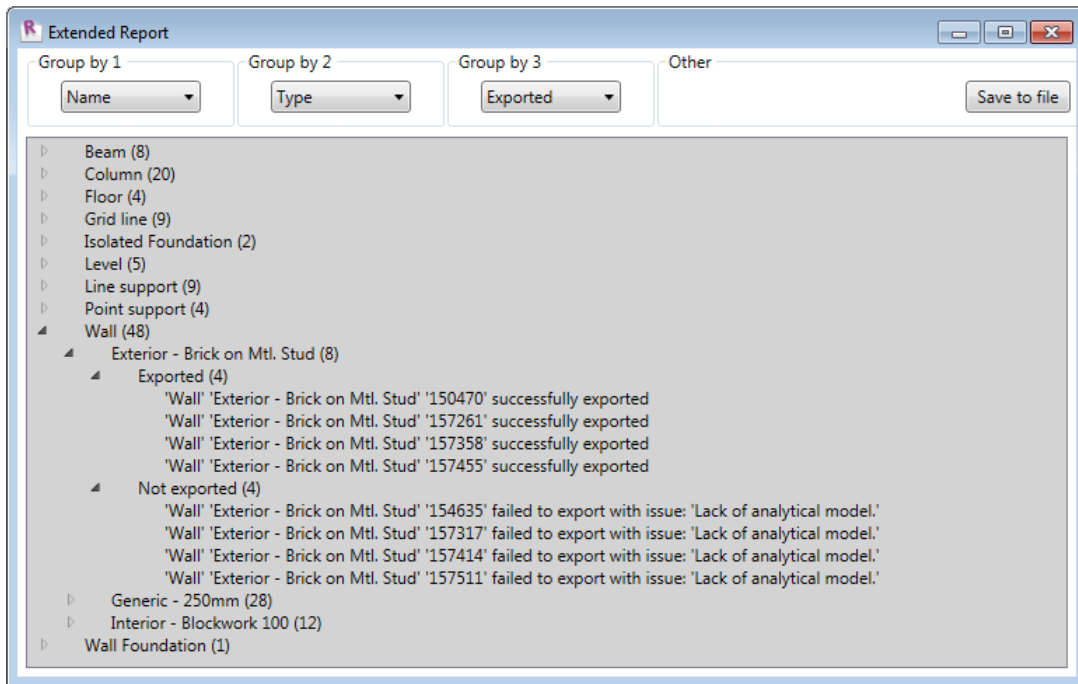 Extended Report
Group by 1 Group by 2 Group by 3 Other
Name Type Exported Save to file
Beam (8)
Column (20)
Floor (4)
Grid line (9)
Isolated Foundation (2)
Level (5)
Line support (9)
Point support (4)
Wall (48)
Exterior - Brick on Mtl. Stud (8)
Exported (4)
'Wall' 'Exterior - Brick on Mtl. Stud' '150470' successfully exported
'Wall' 'Exterior - Brick on Mtl. Stud' '157261' successfully exported
'Wall' 'Exterior - Brick on Mtl. Stud' '157358' successfully exported
'Wall' 'Exterior - Brick on Mtl. Stud' '157455' successfully exported
Not exported (4)
'Wall' 'Exterior - Brick on Mtl. Stud' '154635' failed to export with issue: 'Lack of analytical model.'
'Wall' 'Exterior - Brick on Mtl. Stud' '157317' failed to export with issue: 'Lack of analytical model.'
'Wall' 'Exterior - Brick on Mtl. Stud' '157414' failed to export with issue: 'Lack of analytical model.'
'Wall' 'Exterior - Brick on Mtl. Stud' '157511' failed to export with issue: 'Lack of analytical model.'
Generic - 250mm (28)
Interior - Blockwork 100 (12)
Wall Foundation (1)